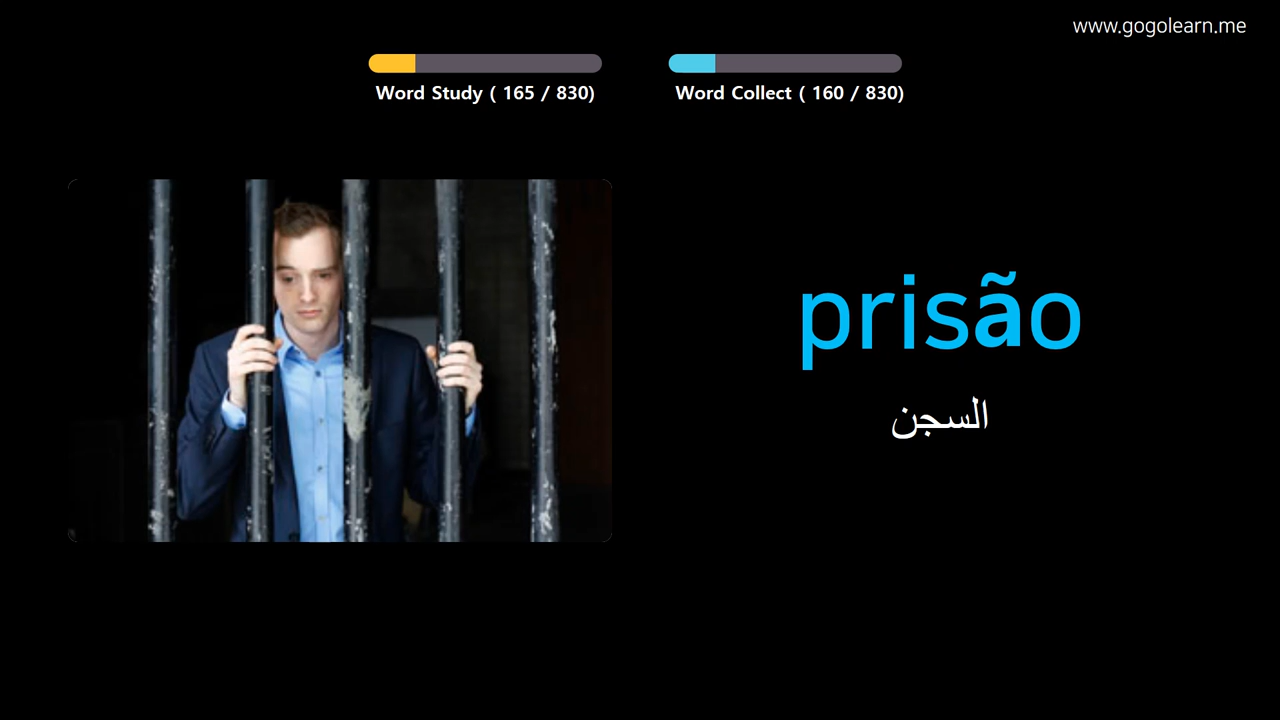 www.gogolearn.me
Word Study ( 165 / 830)
Word Collect ( 160 / 830)
prisão
السجن